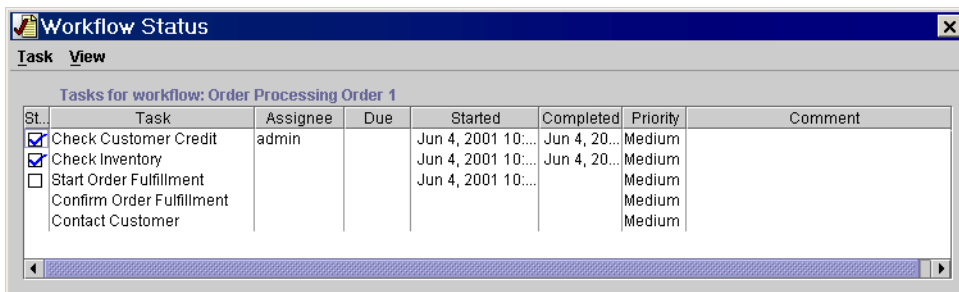 Workflow Status
Task View
Tasks for workflow: Order Processing Order 1
St... Task Assignee Due Started Completed Priority Comment
Check Customer Credit admin Jun 4, 2001 10:... Jun 4, 20... Medium
Check Inventory Jun 4, 2001 10:... Jun 4, 20... Medium
Start Order Fulfillment Jun 4, 2001 10:... Medium
Confirm Order Fulfillment Medium
Contact Customer Medium